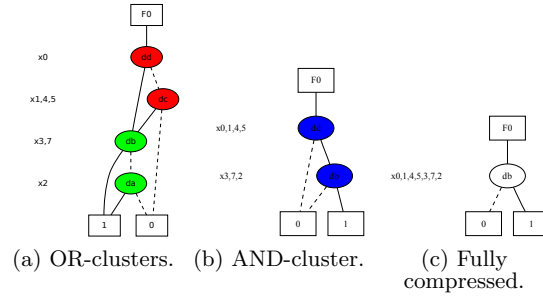 F0
x0
dd
x1,4,5
dc
x3,7
db
x2
da
1
0
(a) OR-clusters.
F0
x0,1,4,5
dc
x3,7,2
db
0
1
(b) AND-cluster.
F0
x0,1,4,5,3,7,2
db
0
1
(c) Fully
compressed.